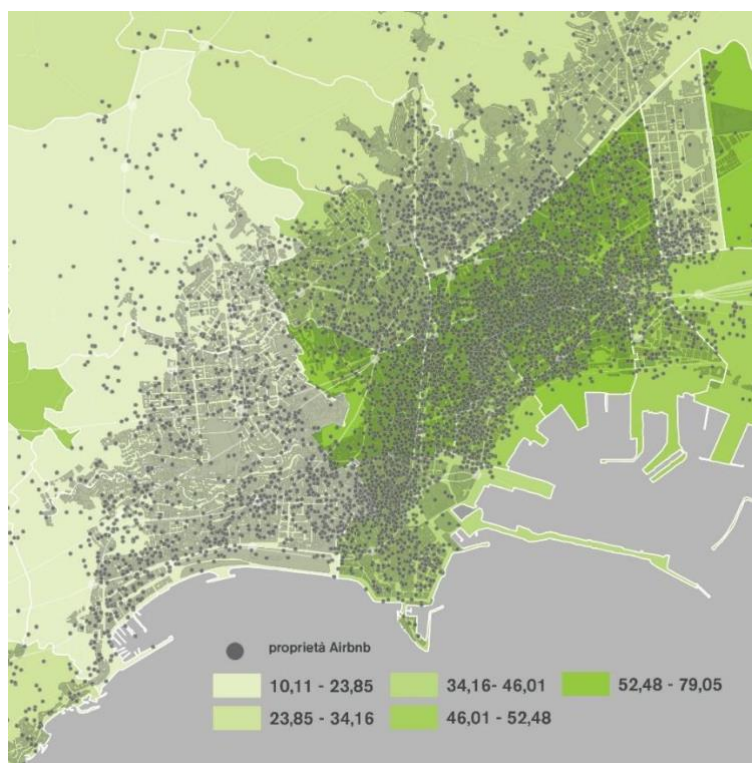 proprietà Airbnb
10,11 - 23,85
34,16- 46,01
52,48 - 79,05
23,85 - 34,16
46,01 - 52,48